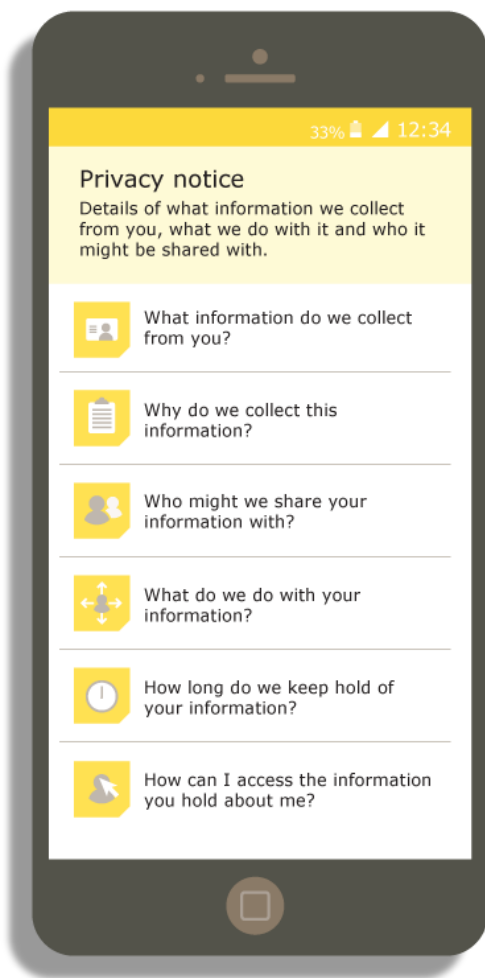 33% 12:34
Privacy notice
Details of what information we collect
from you, what we do with it and who it
might be shared with.
What information do we collect
from you?
Why do we collect this
information?
Who might we share your
information with?
What do we do with your
information?
How long do we keep hold of
your information?
How can I access the information
you hold about me?